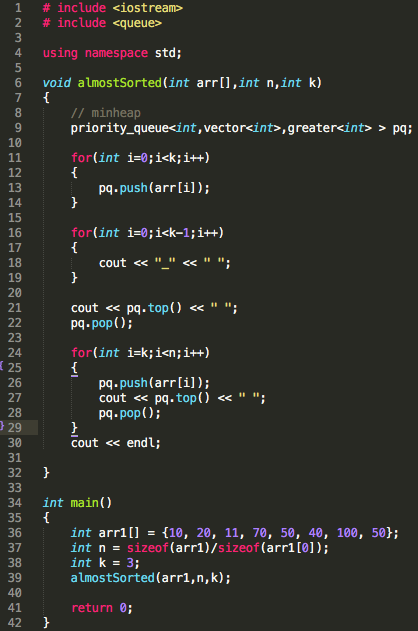 1 # include <iostream>
2 # include <queue>
3
4 using namespace std;
5
6 void almostSorted(int arr[],int n,int k)
7 {
8     // minheap
9     priority_queue<int,vector<int>,greater<int> > pq;
10
11     for(int i=0;i<k;i++)
12     {
13         pq.push(arr[i]);
14     }
15
16     for(int i=0;i<k-1;i++)
17     {
18         cout << "_" << " ";
19     }
20
21     cout << pq.top() << " ";
22     pq.pop();
23
24     for(int i=k;i<n;i++)
{ 25     {
26         pq.push(arr[i]);
27         cout << pq.top() << " ";
28         pq.pop();
} 29     }
30     cout << endl;
31
32 }
33
34 int main()
35 {
36     int arr1[] = {10, 20, 11, 70, 50, 40, 100, 50};
37     int n = sizeof(arr1)/sizeof(arr1[0]);
38     int k = 3;
39     almostSorted(arr1,n,k);
40
41     return 0;
42 }